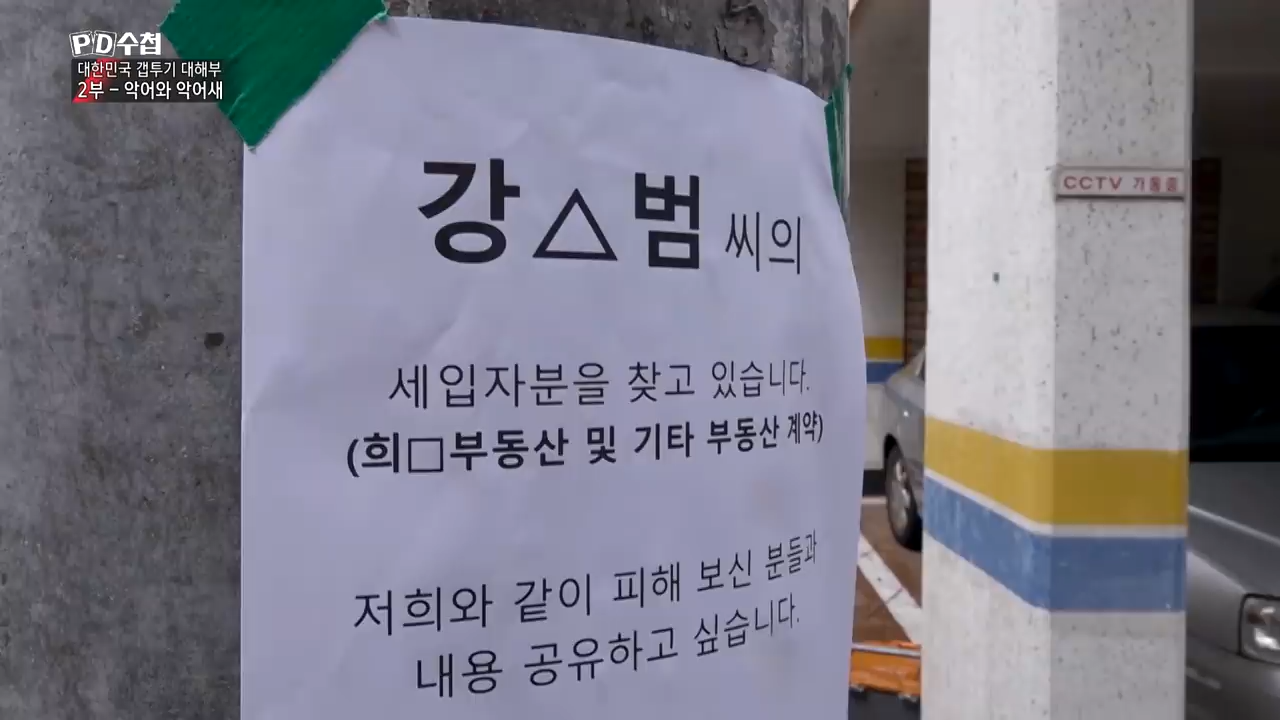 PD수첩
대한민국 갭투기 대해부
2부 - 악어와 악어새
강△범 씨의
세입자분을 찾고 있습니다.
(희□부동산 및 기타 부동산 계약)
저희와 같이 피해 보신 분들과
내용 공유하고 싶습니다.
CCTV 가동중